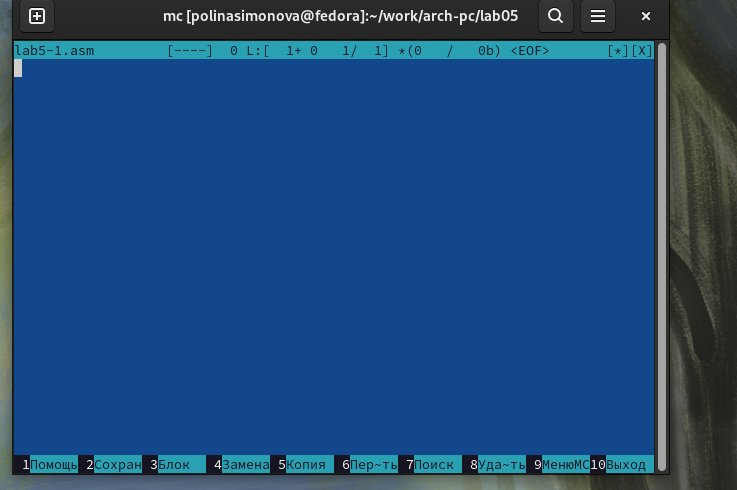 mc [polinasimonova@fedora]:~/work/arch-pc/lab05
lab5-1.asm [----] 0 L:[ 1+ 0 1/ 1] *(0 / 0b) <EOF> [*][X]
1Помощь 2Сохран 3Блок 4Замена 5Копия 6Пер~ть 7Поиск 8Уда~ть 9МенюMC 10Выход